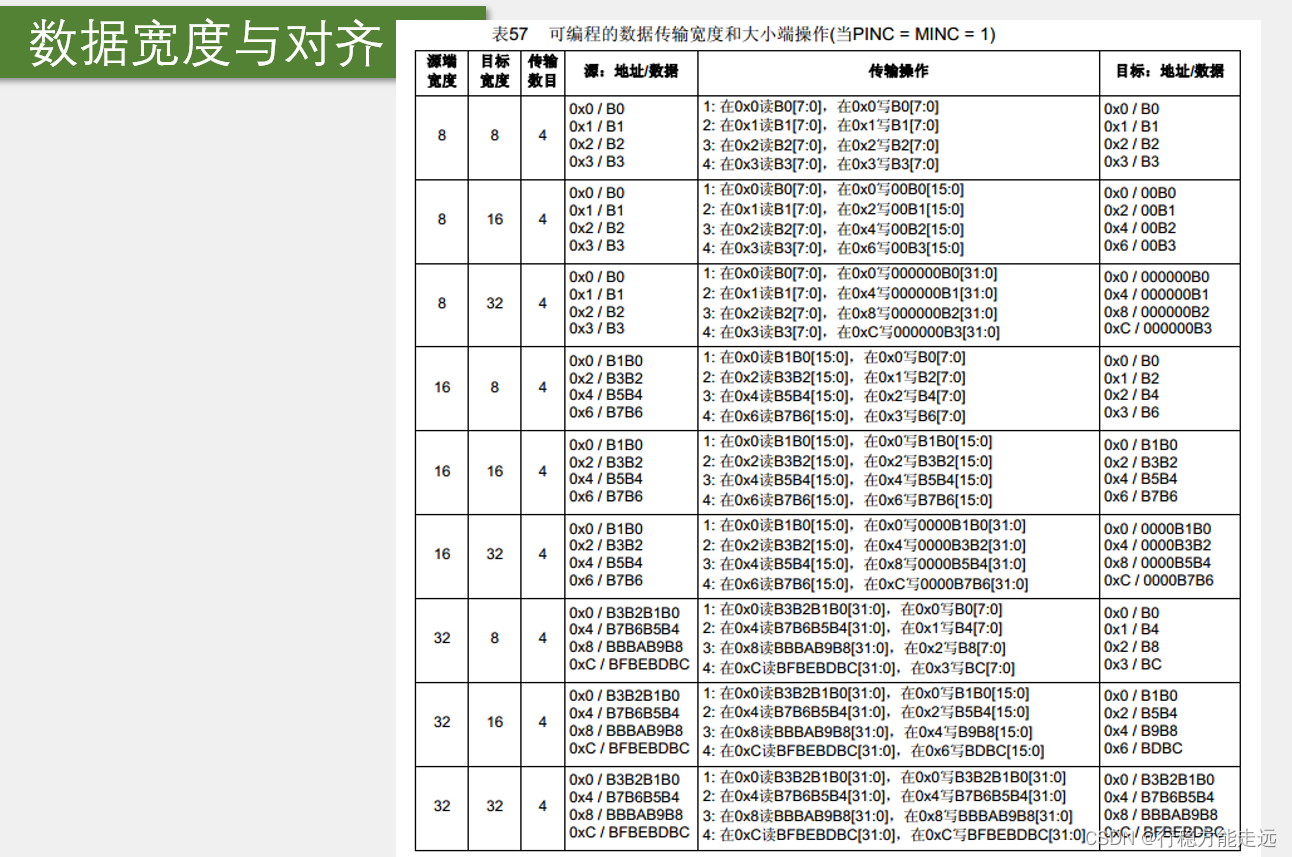 数据宽度与对齐
表57 可编程的数据传输宽度和大小端操作(当PINC = MINC = 1)
源端宽度 目标宽度 传输数目 源：地址/数据 传输操作 目标：地址/数据
8 8 4
0x0 / B0 1: 在0x0读B0[7:0]，在0x0写B0[7:0] 0x0 / B0
0x1 / B1 2: 在0x1读B1[7:0]，在0x1写B1[7:0] 0x1 / B1
0x2 / B2 3: 在0x2读B2[7:0]，在0x2写B2[7:0] 0x2 / B2
0x3 / B3 4: 在0x3读B3[7:0]，在0x3写B3[7:0] 0x3 / B3
8 16 4
0x0 / B0 1: 在0x0读B0[7:0]，在0x0写00B0[15:0] 0x0 / 00B0
0x1 / B1 2: 在0x1读B1[7:0]，在0x2写00B1[15:0] 0x2 / 00B1
0x2 / B2 3: 在0x2读B2[7:0]，在0x4写00B2[15:0] 0x4 / 00B2
0x3 / B3 4: 在0x3读B3[7:0]，在0x6写00B3[15:0] 0x6 / 00B3
8 32 4
0x0 / B0 1: 在0x0读B0[7:0]，在0x0写000000B0[31:0] 0x0 / 000000B0
0x1 / B1 2: 在0x1读B1[7:0]，在0x4写000000B1[31:0] 0x4 / 000000B1
0x2 / B2 3: 在0x2读B2[7:0]，在0x8写000000B2[31:0] 0x8 / 000000B2
0x3 / B3 4: 在0x3读B3[7:0]，在0xC写000000B3[31:0] 0xC / 000000B3
16 8 4
0x0 / B1B0 1: 在0x0读B1B0[15:0]，在0x0写B0[7:0] 0x0 / B0
0x2 / B3B2 2: 在0x2读B3B2[15:0]，在0x1写B2[7:0] 0x1 / B2
0x4 / B5B4 3: 在0x4读B5B4[15:0]，在0x2写B4[7:0] 0x2 / B4
0x6 / B7B6 4: 在0x6读B7B6[15:0]，在0x3写B6[7:0] 0x3 / B6
16 16 4
0x0 / B1B0 1: 在0x0读B1B0[15:0]，在0x0写B1B0[15:0] 0x0 / B1B0
0x2 / B3B2 2: 在0x2读B3B2[15:0]，在0x2写B3B2[15:0] 0x2 / B3B2
0x4 / B5B4 3: 在0x4读B5B4[15:0]，在0x4写B5B4[15:0] 0x4 / B5B4
0x6 / B7B6 4: 在0x6读B7B6[15:0]，在0x6写B7B6[15:0] 0x6 / B7B6
16 32 4
0x0 / B1B0 1: 在0x0读B1B0[15:0]，在0x0写0000B1B0[31:0] 0x0 / 0000B1B0
0x2 / B3B2 2: 在0x2读B3B2[15:0]，在0x4写0000B3B2[31:0] 0x4 / 0000B3B2
0x4 / B5B4 3: 在0x4读B5B4[15:0]，在0x8写0000B5B4[31:0] 0x8 / 0000B5B4
0x6 / B7B6 4: 在0x6读B7B6[15:0]，在0xC写0000B7B6[31:0] 0xC / 0000B7B6
32 8 4
0x0 / B3B2B1B0 1: 在0x0读B3B2B1B0[31:0]，在0x0写B0[7:0] 0x0 / B0
0x4 / B7B6B5B4 2: 在0x4读B7B6B5B4[31:0]，在0x1写B4[7:0] 0x1 / B4
0x8 / BBBAB9B8 3: 在0x8读BBBAB9B8[31:0]，在0x2写B8[7:0] 0x2 / B8
0xC / BFBEBDBC 4: 在0xC读BFBEBDBC[31:0]，在0x3写BC[7:0] 0x3 / BC
32 16 4
0x0 / B3B2B1B0 1: 在0x0读B3B2B1B0[31:0]，在0x0写B1B0[15:0] 0x0 / B1B0
0x4 / B7B6B5B4 2: 在0x4读B7B6B5B4[31:0]，在0x2写B5B4[15:0] 0x2 / B5B4
0x8 / BBBAB9B8 3: 在0x8读BBBAB9B8[31:0]，在0x4写B9B8[15:0] 0x4 / B9B8
0xC / BFBEBDBC 4: 在0xC读BFBEBDBC[31:0]，在0x6写BDBC[15:0] 0x6 / BDBC
32 32 4
0x0 / B3B2B1B0 1: 在0x0读B3B2B1B0[31:0]，在0x0写B3B2B1B0[31:0] 0x0 / B3B2B1B0
0x4 / B7B6B5B4 2: 在0x4读B7B6B5B4[31:0]，在0x4写B7B6B5B4[31:0] 0x4 / B7B6B5B4
0x8 / BBBAB9B8 3: 在0x8读BBBAB9B8[31:0]，在0x8写BBBAB9B8[31:0] 0x8 / BBBAB9B8
0xC / BFBEBDBC 4: 在0xC读BFBEBDBC[31:0]，在0xC写BFBEBDBC[31:0] 0xC / BFBEBDBC
CSDN @行稳方能走远